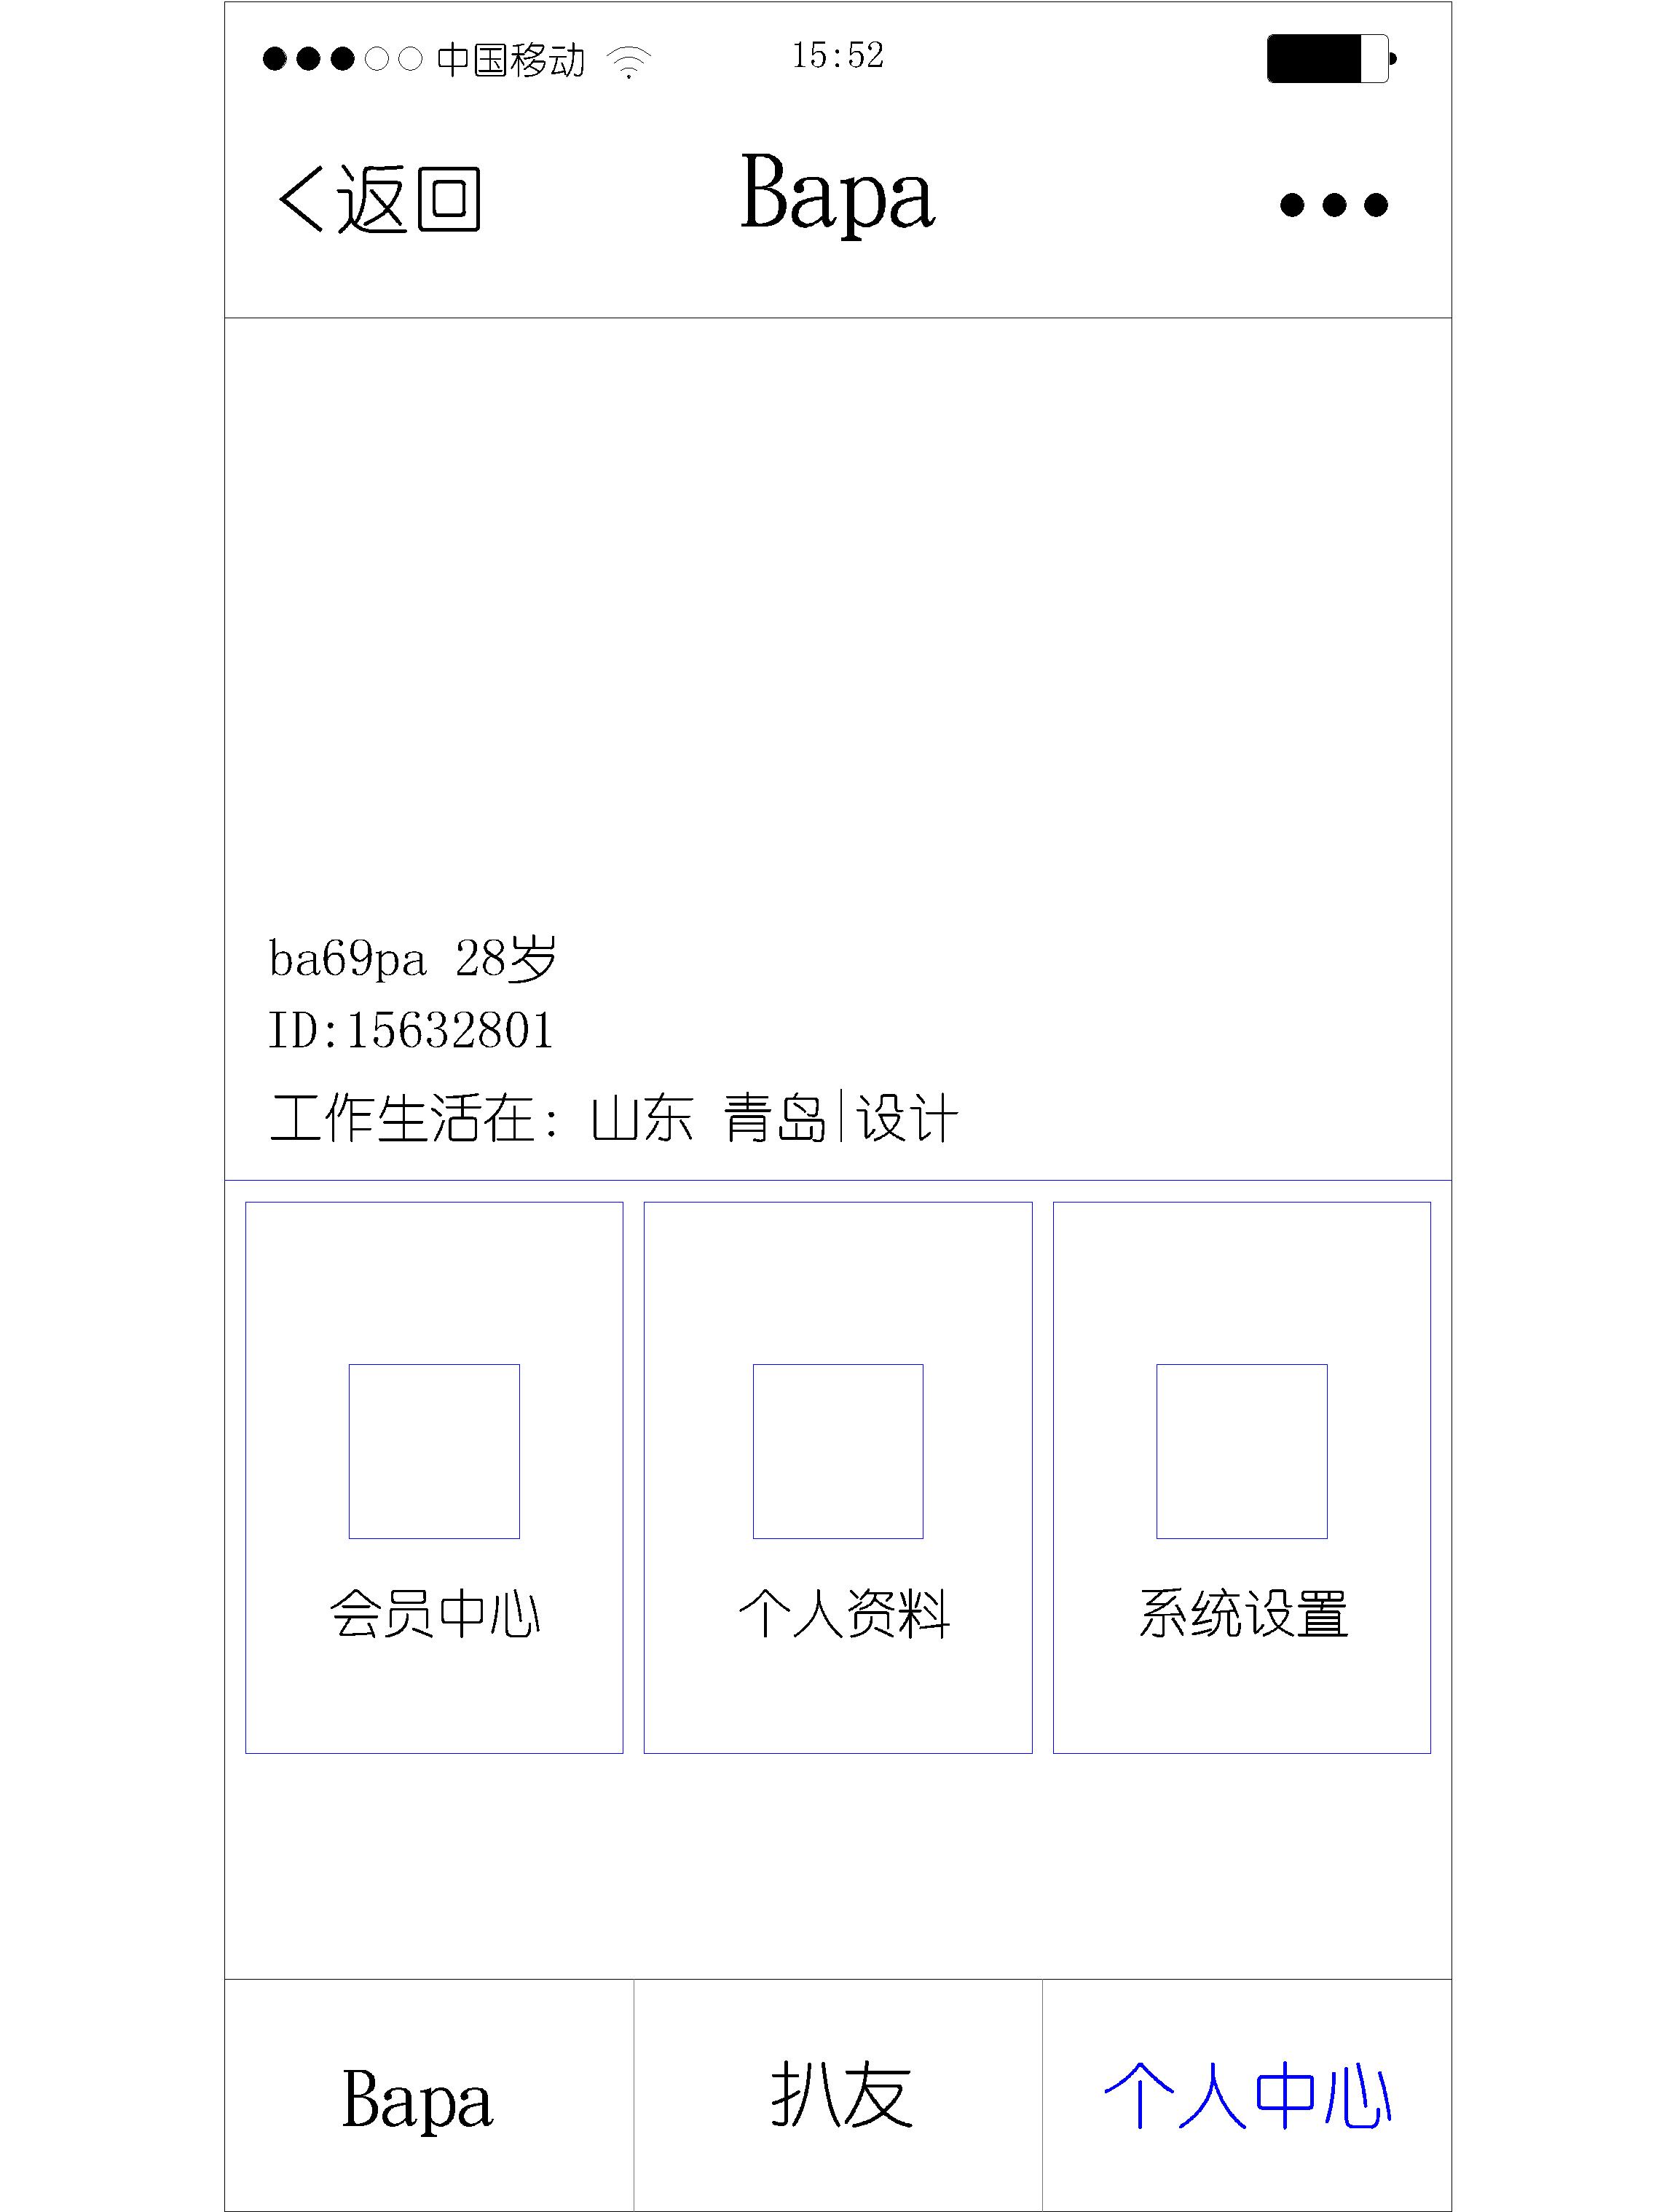 中国移动 15:52
返回 Bapa
ba69pa 28岁
ID:15632801
工作生活在: 山东 青岛|设计
会员中心 个人资料 系统设置
Bapa 扒友 个人中心